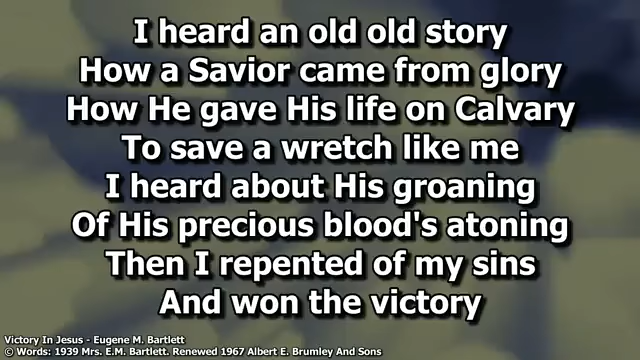 I heard an old old story
How a Savior came from glory
How He gave His life on Calvary
To save a wretch like me
I heard about His groaning
Of His precious blood's atoning
Then I repented of my sins
And won the victory
Victory In Jesus - Eugene M. Bartlett
© Words: 1939 Mrs. E.M. Bartlett. Renewed 1967 Albert E. Brumley And Sons